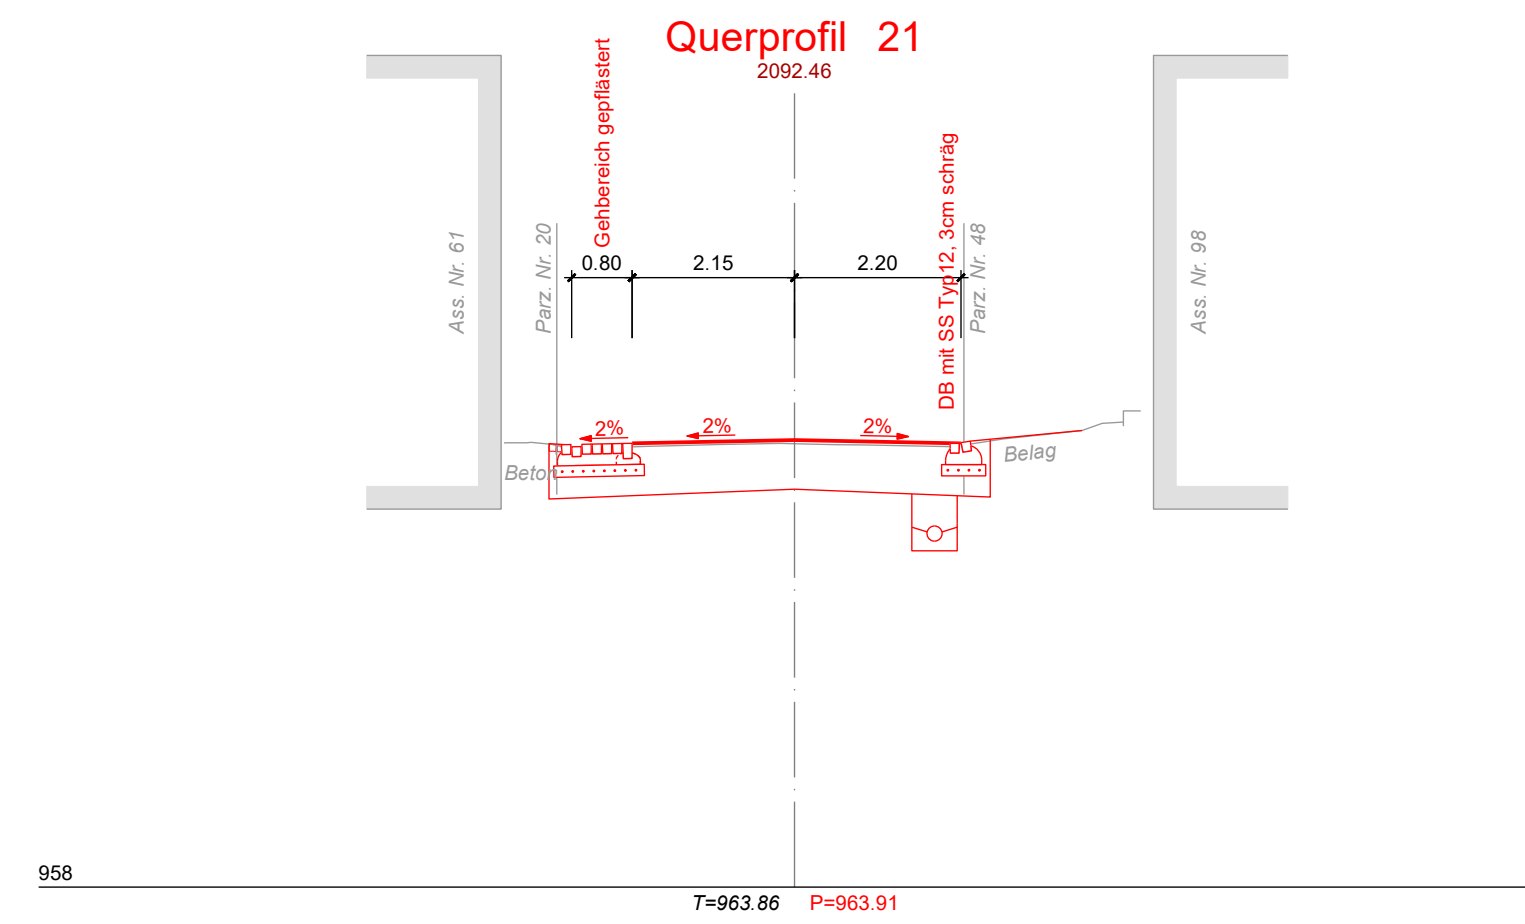 Querprofil 21
2092.46
Gehbereich gepflästert
DB mit SS Typ12, 3cm schräg
Ass. Nr. 61
Parz. Nr. 20
Parz. Nr. 48
Ass. Nr. 98
0.80
2.15
2.20
2%
2%
2%
Beton
Belag
958
T=963.86
P=963.91